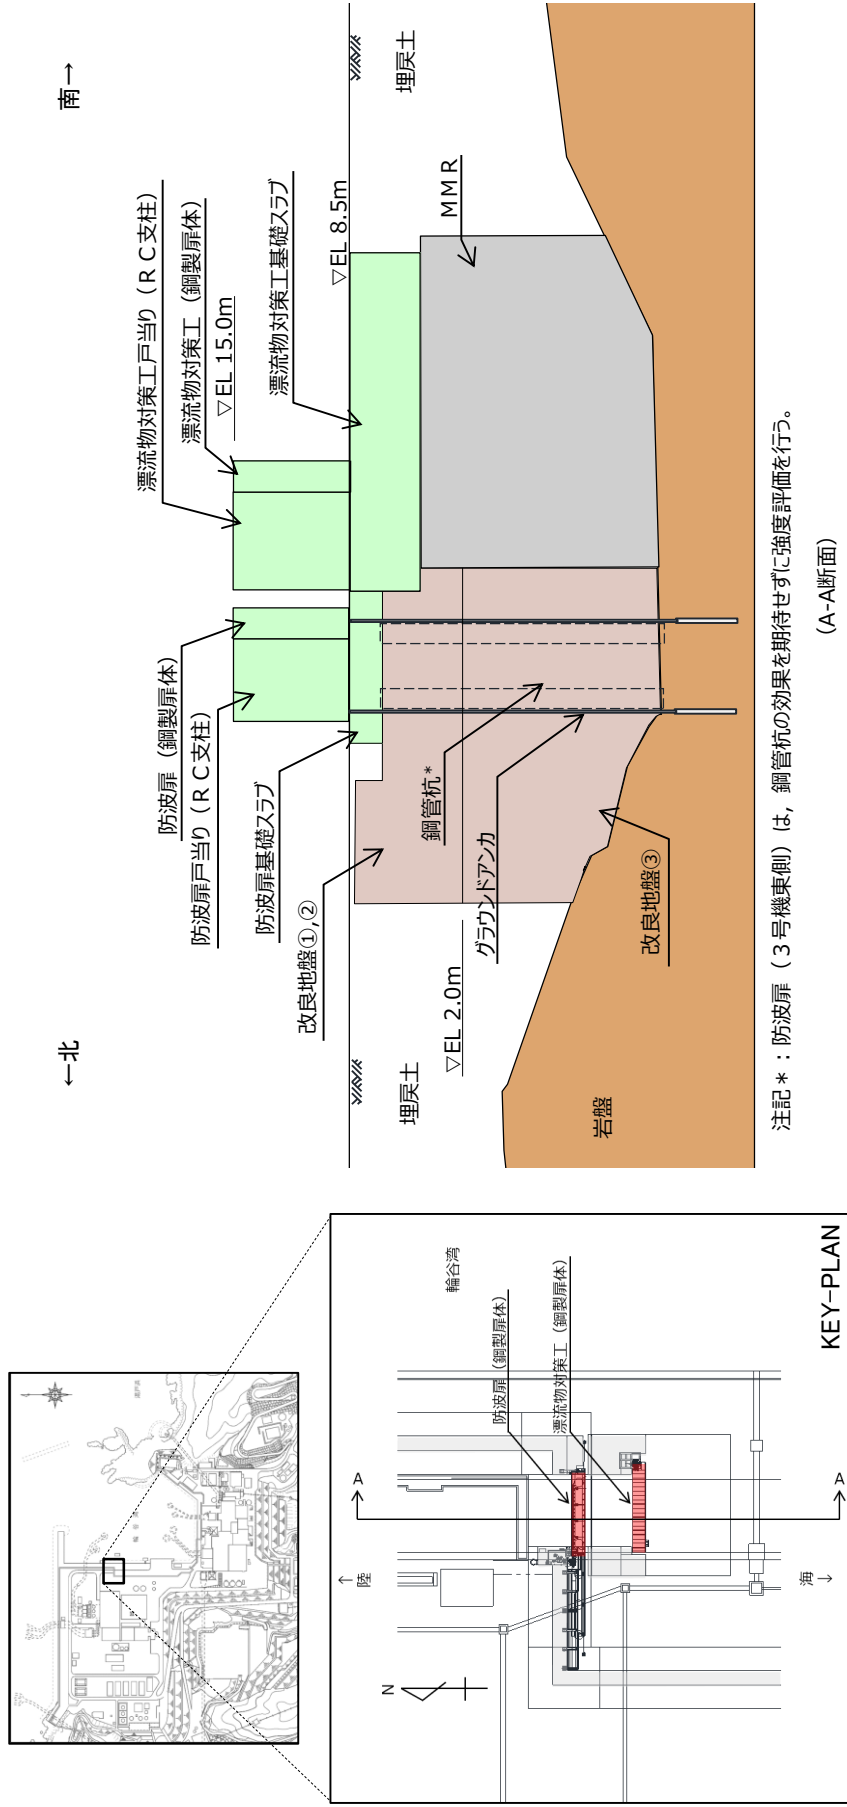 ←北
南→
漂流物対策工戸当り（ＲＣ支柱）
漂流物対策工（鋼製扉体）
▽EL 15.0m
漂流物対策工基礎スラブ
▽EL 8.5m
防波扉（鋼製扉体）
防波扉戸当り（ＲＣ支柱）
防波扉基礎スラブ
改良地盤①,②
埋戻土
埋戻土
ＭＭＲ
鋼管杭*
▽EL 2.0m
グラウンドアンカ
改良地盤③
岩盤
注記＊：防波扉（３号機東側）は，鋼管杭の効果を期待せずに強度評価を行う。
(A-A断面)
輪谷湾
防波扉（鋼製扉体）
漂流物対策工（鋼製扉体）
A
A
↑
陸
海
↓
N
KEY-PLAN